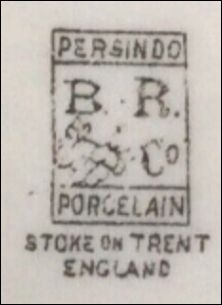 PERSINDO
B. R.
& Co
PORCELAIN
STOKE ON TRENT
ENGLAND